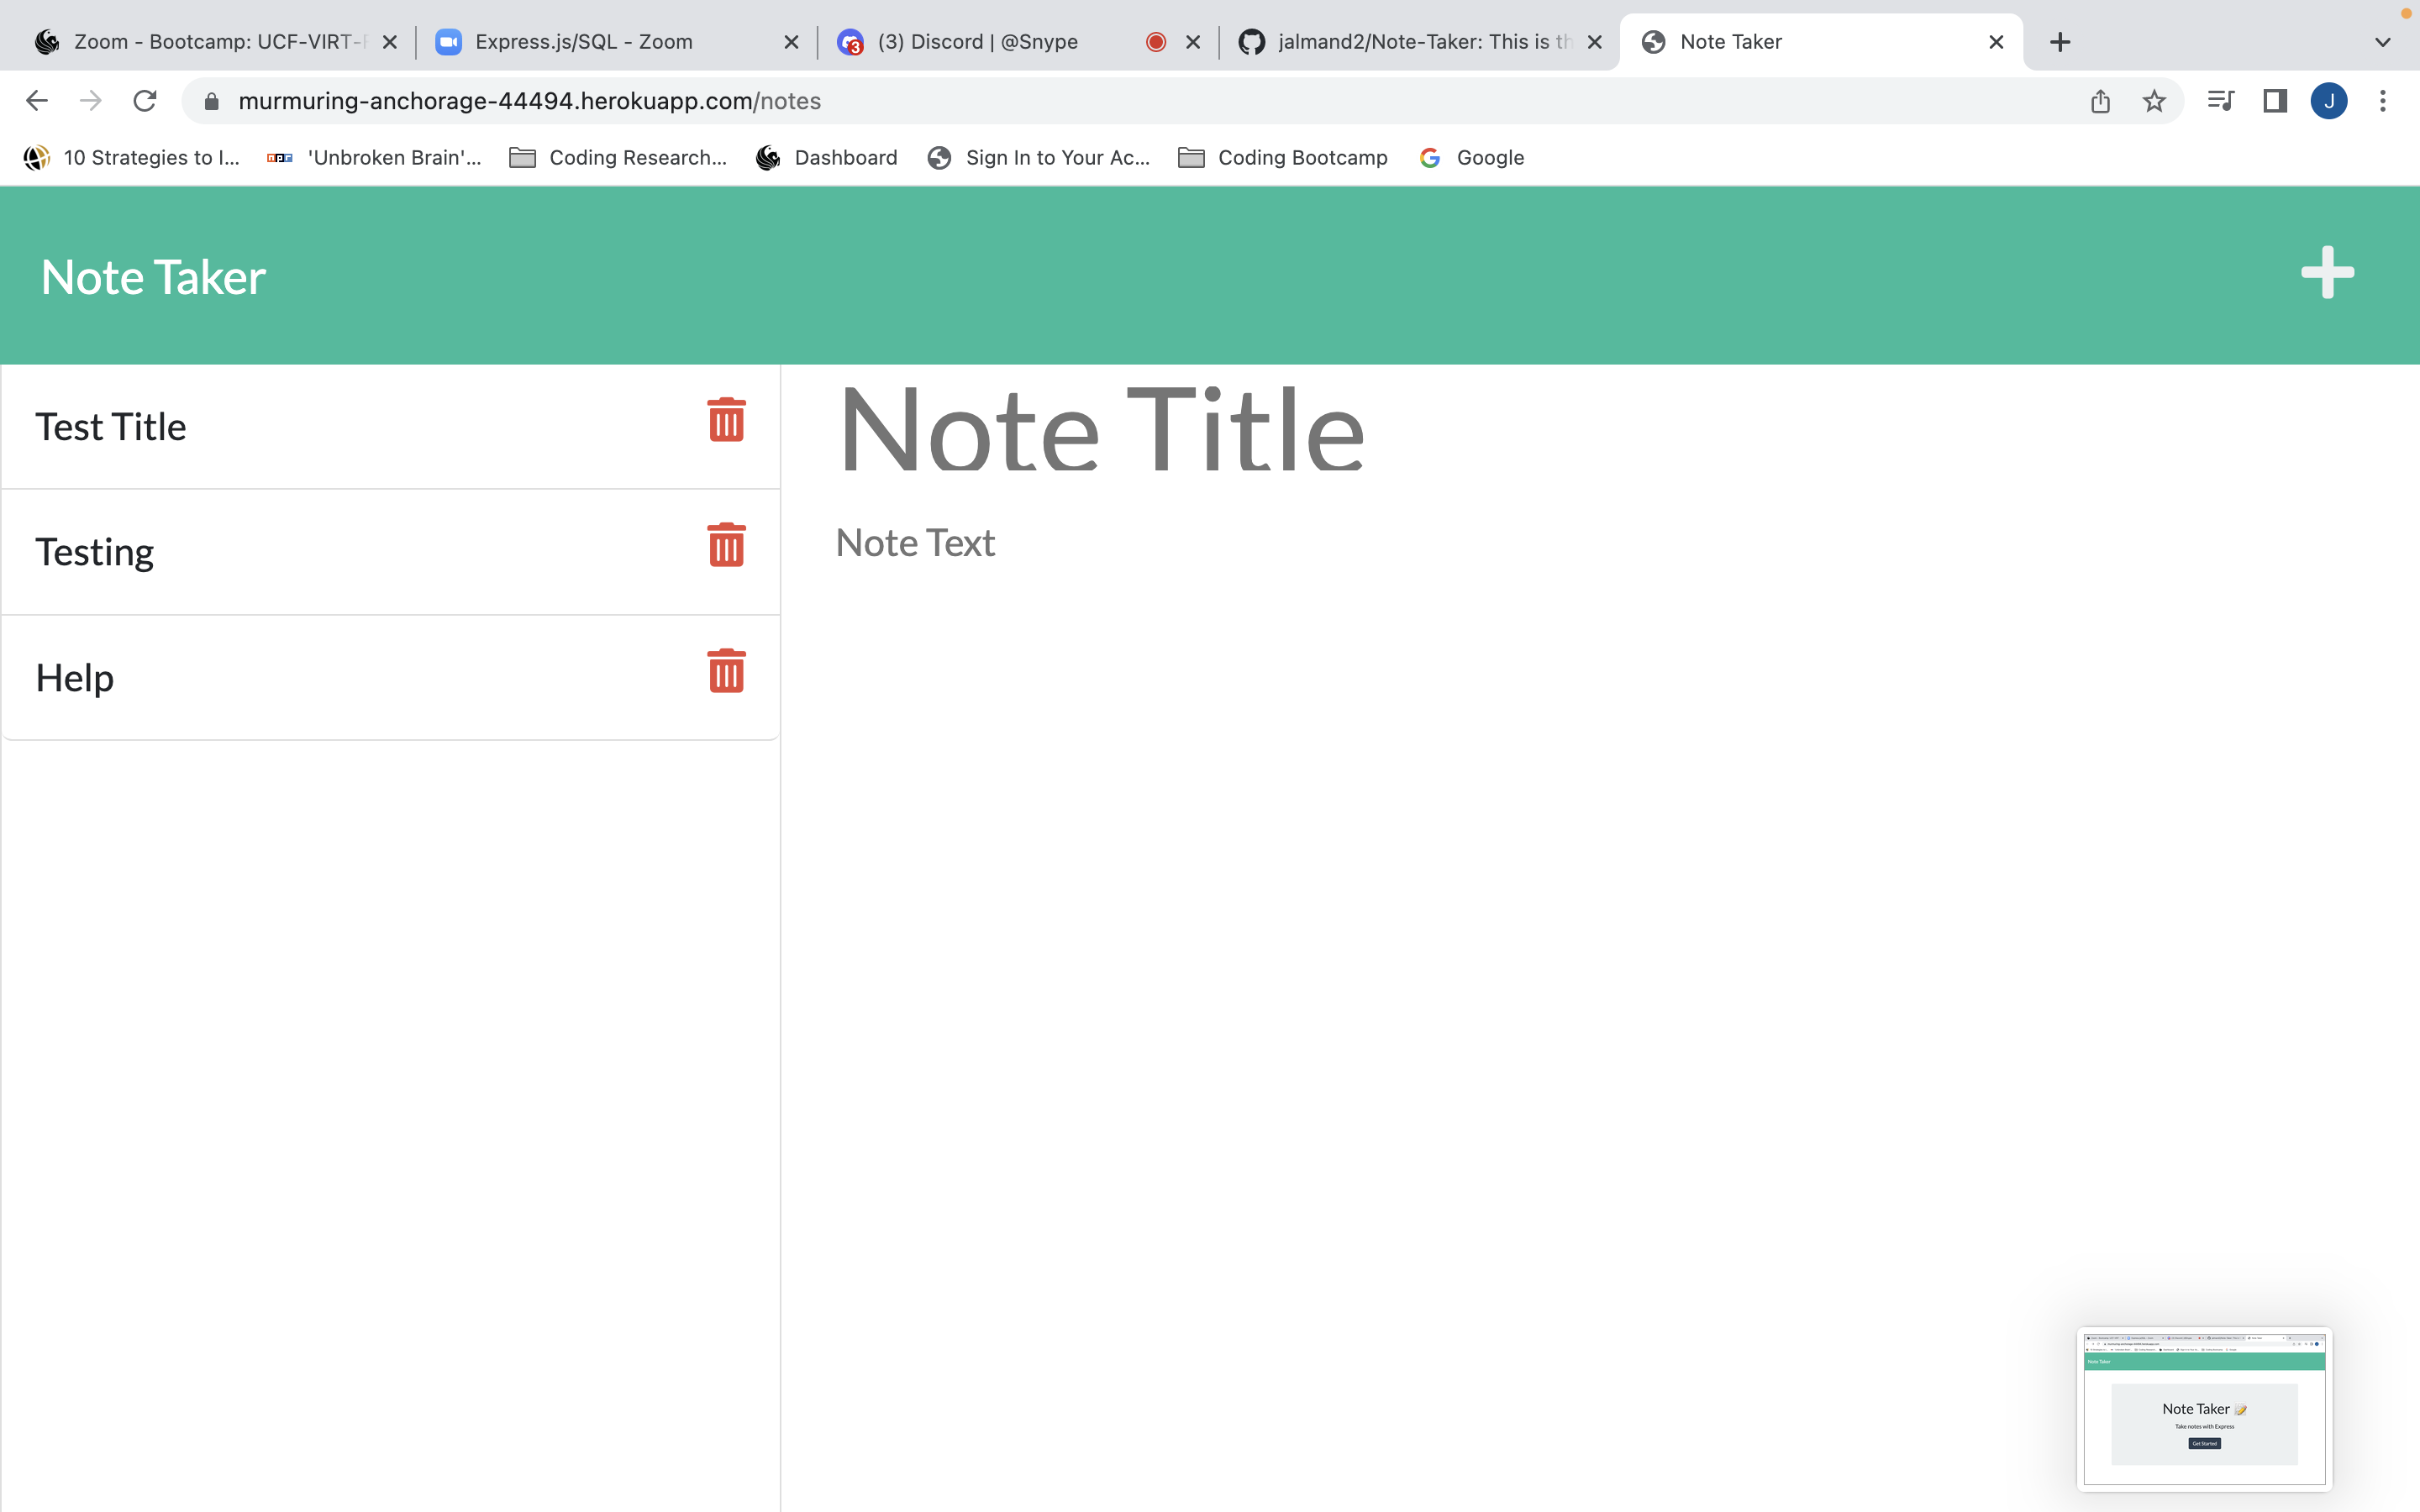 Zoom - Bootcamp: UCF-VIRT-
Express.js/SQL - Zoom
(3) Discord | @Snype
jalmand2/Note-Taker: This is th
Note Taker
murmuring-anchorage-44494.herokuapp.com/notes
J
10 Strategies to I...
npr
'Unbroken Brain'...
Coding Research...
Dashboard
Sign In to Your Ac...
Coding Bootcamp
Google
Note Taker
Test Title
Testing
Help
Note Title
Note Text
Note Taker
Note Taker
Take notes with Express
Get Started